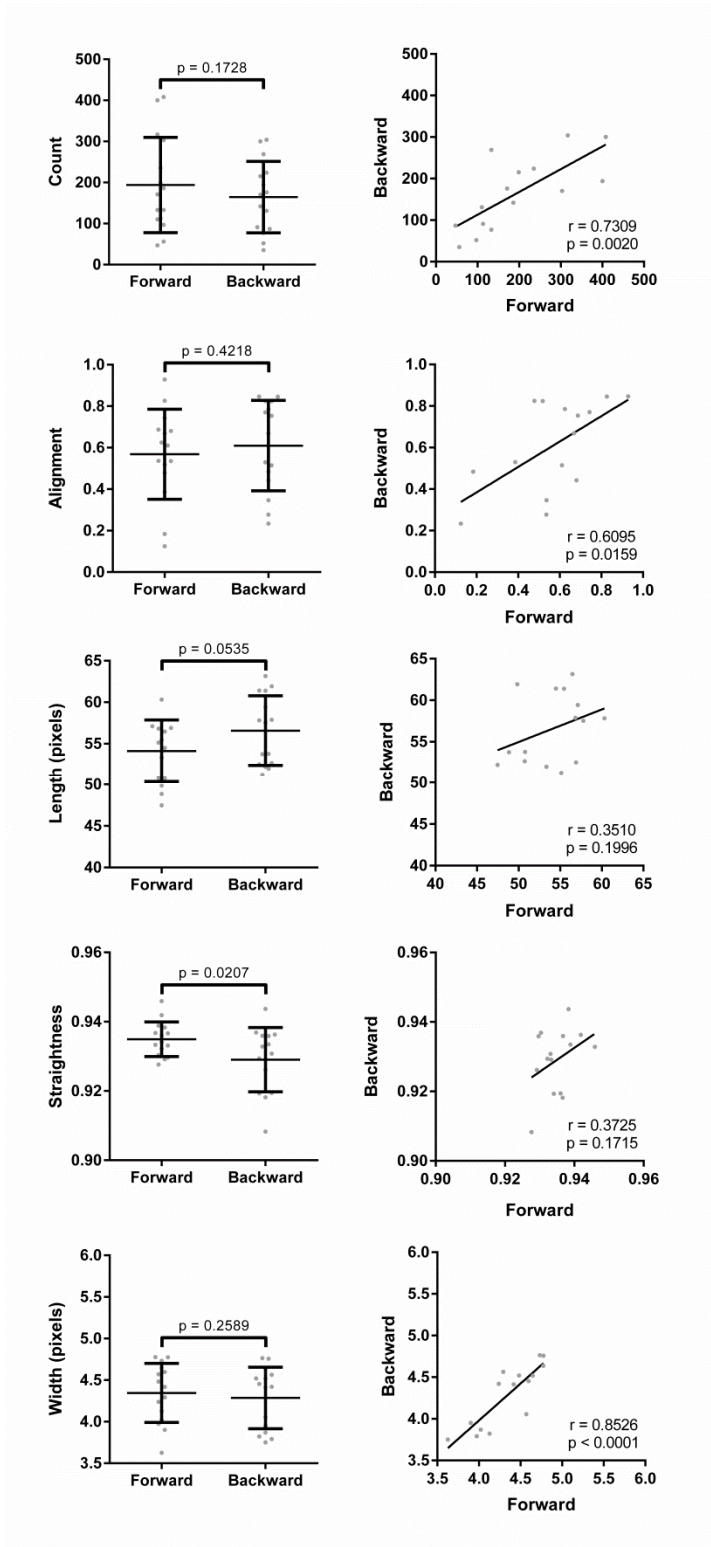 p = 0.1728
500
400
300
200
100
0
Count
Forward Backward
500
400
300
200
100
0
Backward
r = 0.7309
p = 0.0020
0 100 200 300 400 500
Forward
p = 0.4218
1.0
0.8
0.6
0.4
0.2
0.0
Alignment
Forward Backward
1.0
0.8
0.6
0.4
0.2
0.0
Backward
r = 0.6095
p = 0.0159
0.0 0.2 0.4 0.6 0.8 1.0
Forward
p = 0.0535
65
60
55
50
45
40
Length (pixels)
Forward Backward
65
60
55
50
45
40
Backward
r = 0.3510
p = 0.1996
40 45 50 55 60 65
Forward
p = 0.0207
0.96
0.94
0.92
0.90
Straightness
Forward Backward
0.96
0.94
0.92
0.90
Backward
r = 0.3725
p = 0.1715
0.90 0.92 0.94 0.96
Forward
p = 0.2589
6.0
5.5
5.0
4.5
4.0
3.5
Width (pixels)
Forward Backward
6.0
5.5
5.0
4.5
4.0
3.5
Backward
r = 0.8526
p < 0.0001
3.5 4.0 4.5 5.0 5.5 6.0
Forward